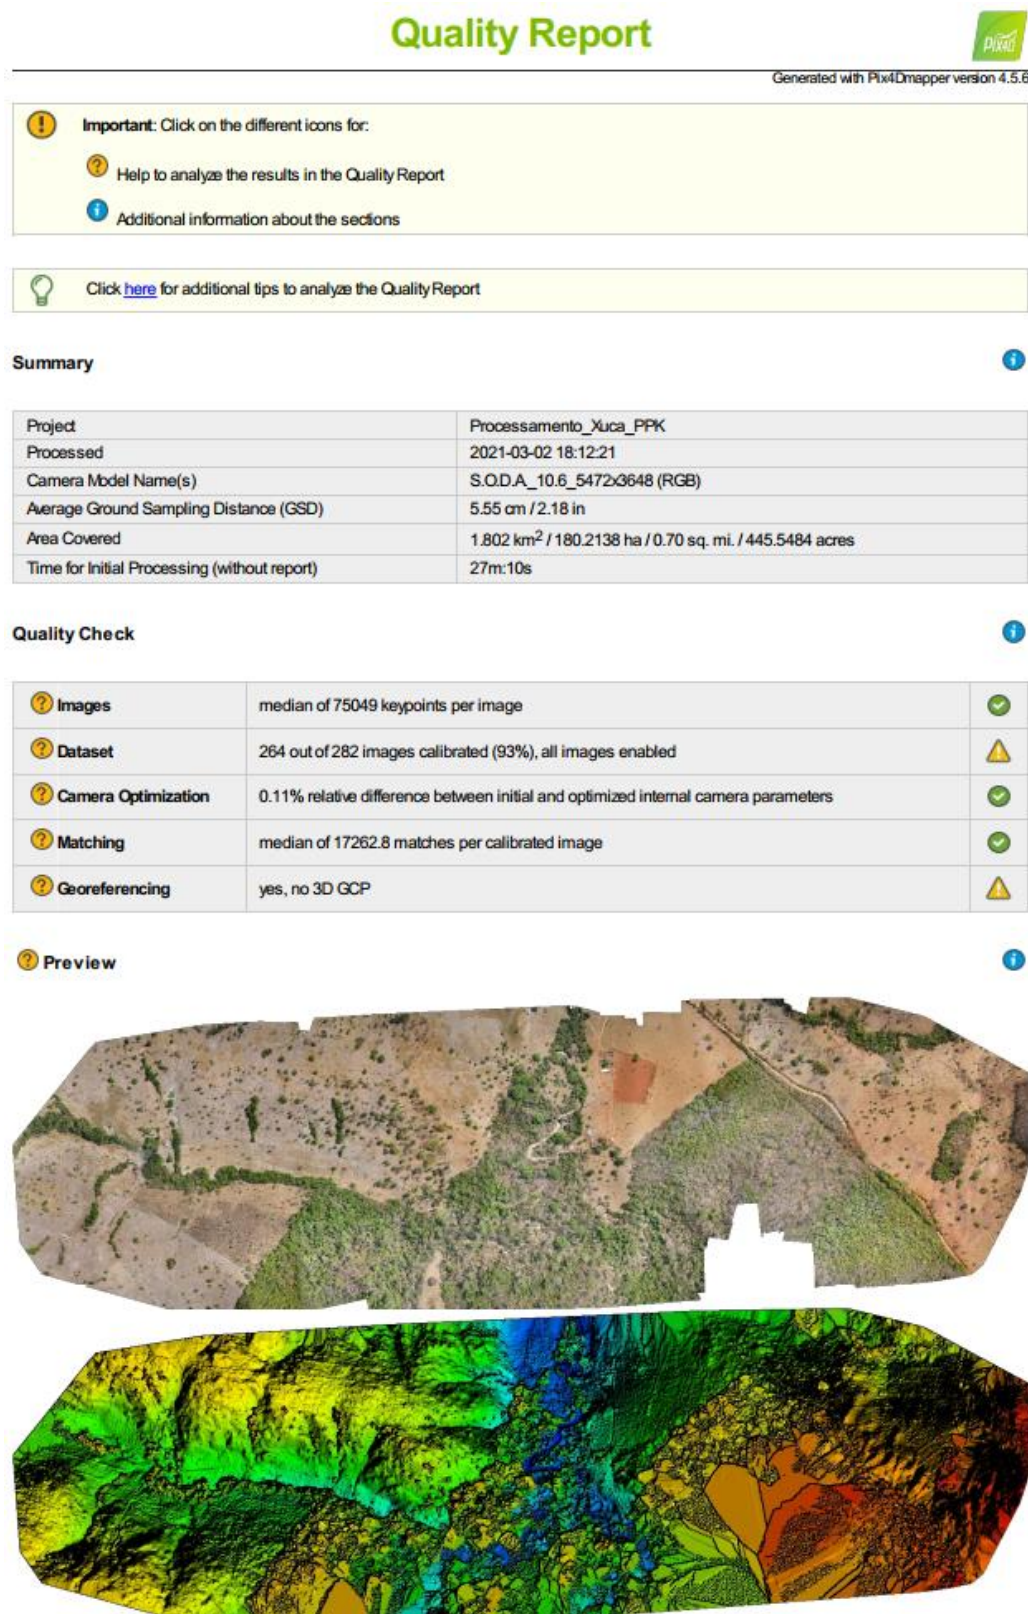 Quality Report
PIX4D
Generated with Pix4Dmapper version 4.5.6
Important: Click on the different icons for:
Help to analyze the results in the Quality Report
Additional information about the sections
Click here for additional tips to analyze the Quality Report
Summary
Project Processamento_Xuca_PPK
Processed 2021-03-02 18:12:21
Camera Model Name(s) S.O.D.A._10.6_5472x3648 (RGB)
Average Ground Sampling Distance (GSD) 5.55 cm / 2.18 in
Area Covered 1.802 km2 / 180.2138 ha / 0.70 sq. mi. / 445.5484 acres
Time for Initial Processing (without report) 27m:10s
Quality Check
Images median of 75049 keypoints per image
Dataset 264 out of 282 images calibrated (93%), all images enabled
Camera Optimization 0.11% relative difference between initial and optimized internal camera parameters
Matching median of 17262.8 matches per calibrated image
Georeferencing yes, no 3D GCP
Preview